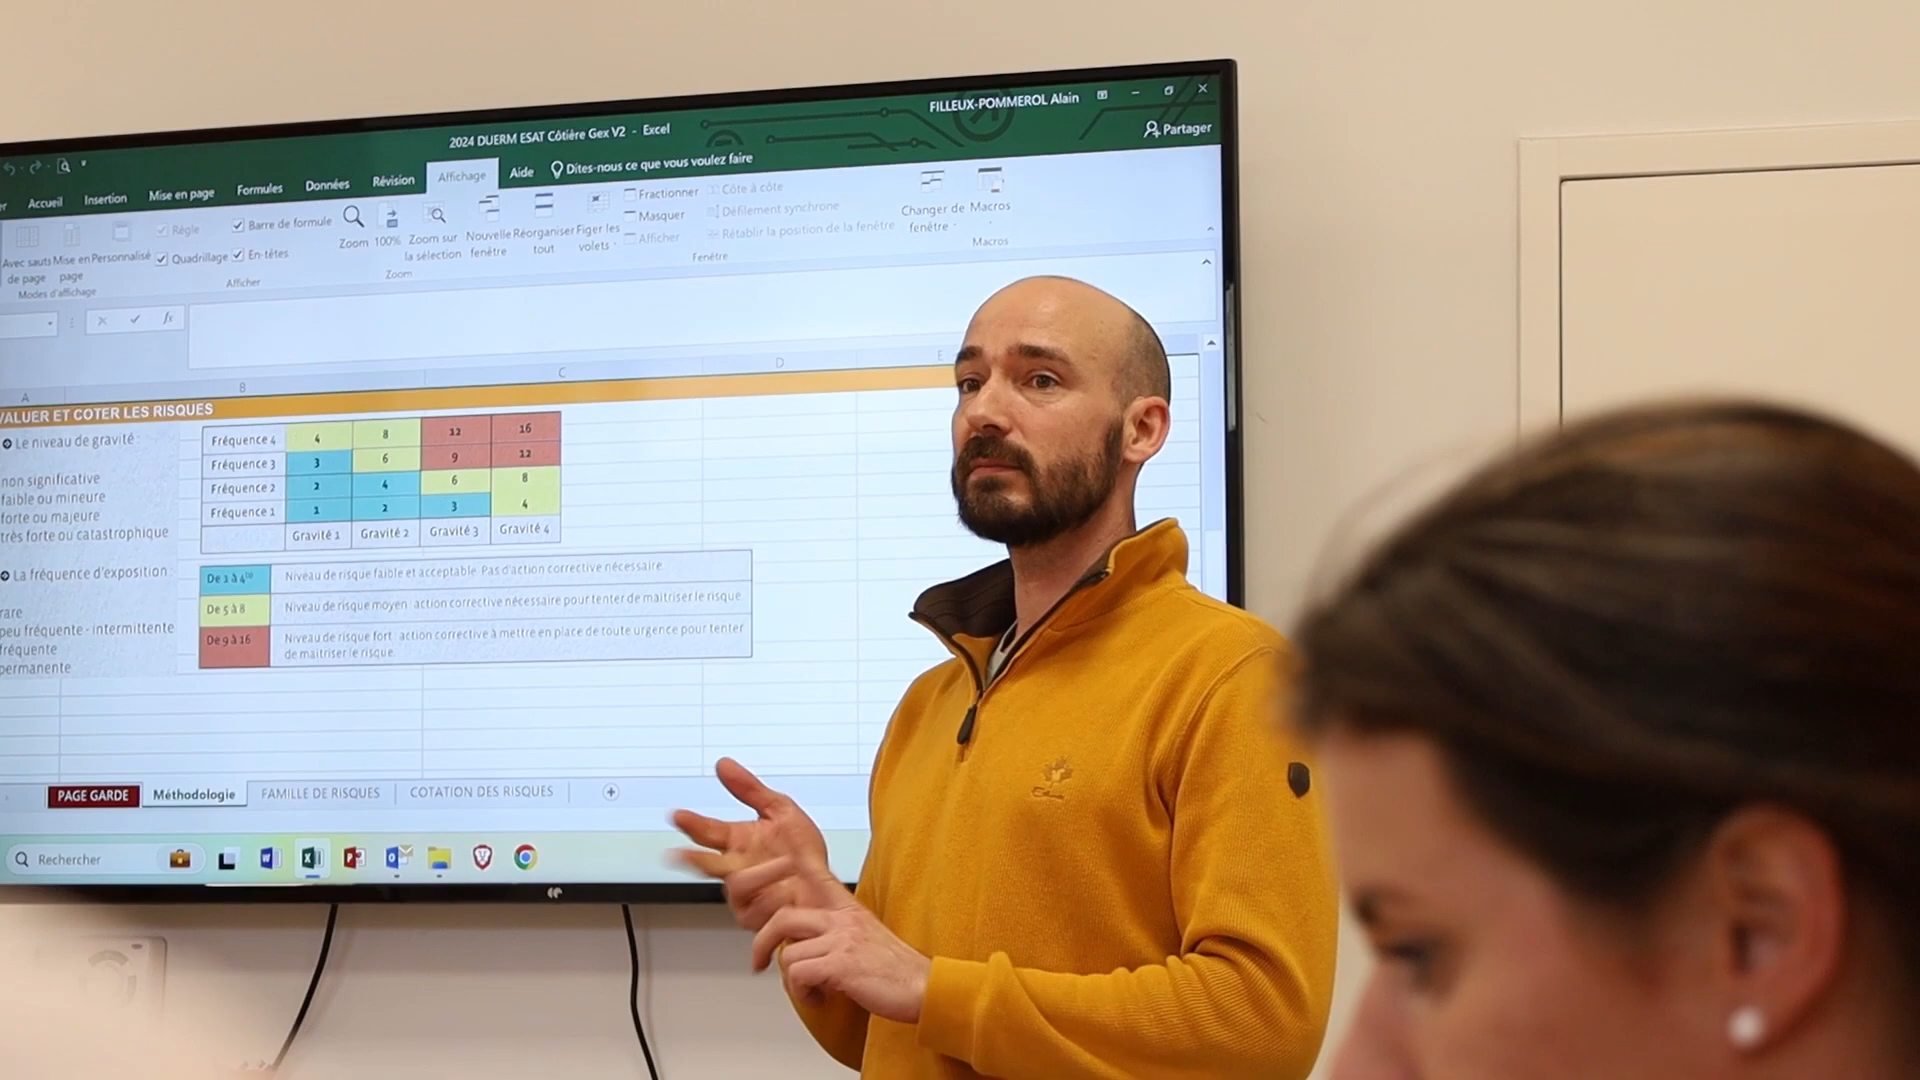 2024 DUERM ESAT Côtière Gex V2 - Excel
FILLEUX-POMMEROL Alain
Partager
Accueil Insertion Mise en page Formules Données Révision Affichage Aide Dites-nous ce que vous voulez faire
Avec sauts de page
Mise en page
Personnalisé
Modes d'affichage
Règle
Barre de formule
Quadrillage
En-têtes
Afficher
Zoom
100%
Zoom sur la sélection
Zoom
Nouvelle fenêtre
Réorganiser tout
Figer les volets
Fractionner
Masquer
Afficher
Côte à côte
Défilement synchrone
Rétablir la position de la fenêtre
Fenêtre
Changer de fenêtre
Macros
Macros
fx
A B C D E
VALUER ET COTER LES RISQUES
Le niveau de gravité
non significative
faible ou mineure
forte ou majeure
très forte ou catastrophique
Fréquence 4 4 8 12 16
Fréquence 3 3 6 9 12
Fréquence 2 2 4 6 8
Fréquence 1 1 2 3 4
Gravité 1 Gravité 2 Gravité 3 Gravité 4
La fréquence d'exposition
rare
peu fréquente - intermittente
fréquente
permanente
De 1 à 4 Niveau de risque faible et acceptable Pas d'action corrective nécessaire
De 5 à 8 Niveau de risque moyen : action corrective nécessaire pour tenter de maitriser le risque
De 9 à 16 Niveau de risque fort : action corrective à mettre en place de toute urgence pour tenter
de maitriser le risque.
PAGE GARDE Méthodologie FAMILLE DE RISQUES COTATION DES RISQUES
Rechercher